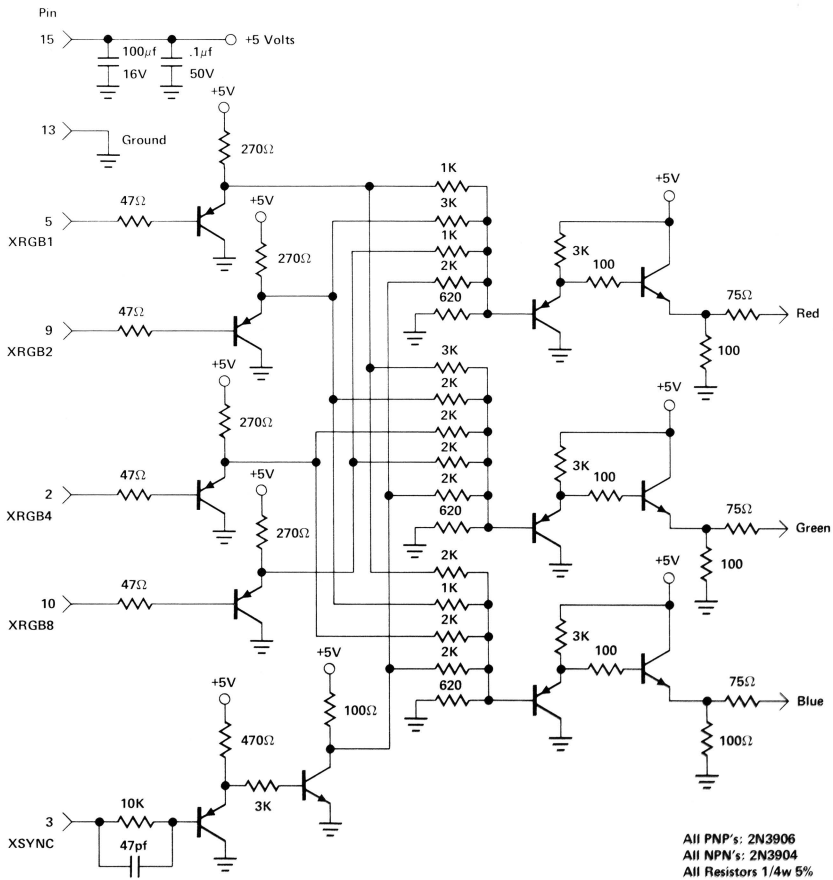 Pin
15
100µf
16V
.1µf
50V
+5 Volts
13
Ground
+5V
270Ω
5
XRGB1
47Ω
+5V
270Ω
9
XRGB2
47Ω
+5V
270Ω
2
XRGB4
47Ω
+5V
270Ω
10
XRGB8
47Ω
+5V
470Ω
+5V
100Ω
3K
3
XSYNC
10K
47pf
1K
3K
1K
2K
620
+5V
3K
100
75Ω
Red
100
3K
2K
2K
2K
2K
620
+5V
3K
100
75Ω
Green
100
2K
1K
2K
2K
620
+5V
3K
100
75Ω
Blue
100Ω
All PNP's: 2N3906
All NPN's: 2N3904
All Resistors 1/4w 5%